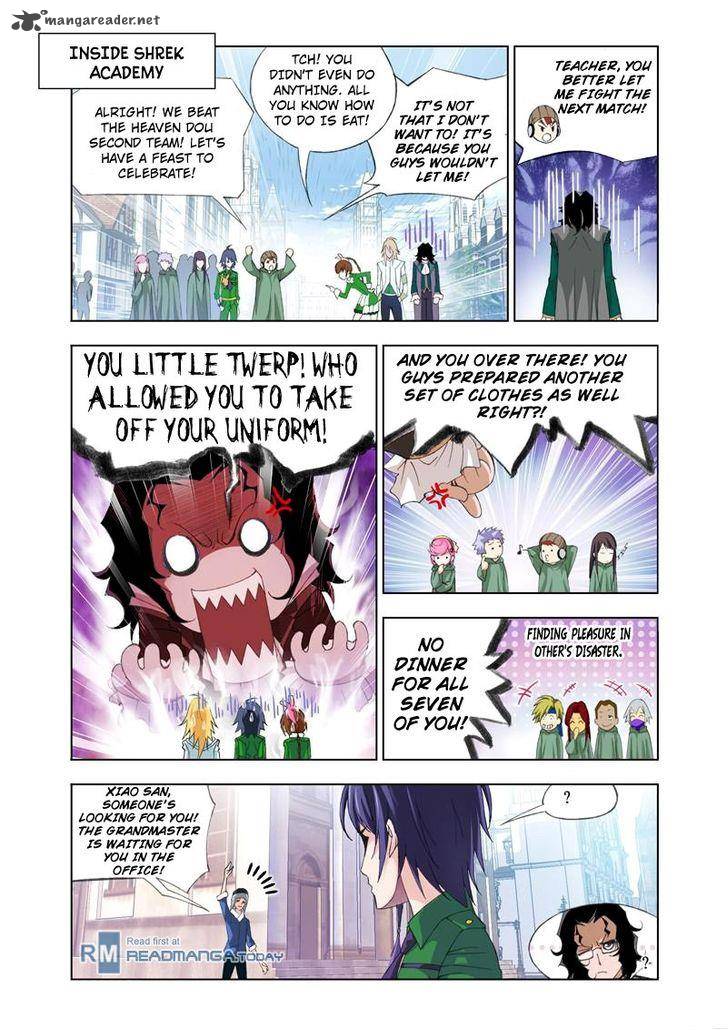 mangareader.net
INSIDE SHREK
ACADEMY
ALRIGHT! WE BEAT
THE HEAVEN DOU
SECOND TEAM! LET'S
HAVE A FEAST TO
CELEBRATE!
TCH! YOU
DIDN'T EVEN DO
ANYTHING. ALL
YOU KNOW HOW
TO DO IS EAT!
IT'S NOT
THAT I DON'T
WANT TO! IT'S
BECAUSE YOU
GUYS WOULDN'T
LET ME!
TEACHER, YOU
BETTER LET
ME FIGHT THE
NEXT MATCH!
YOU LITTLE TWERP! WHO
ALLOWED YOU TO TAKE
OFF YOUR UNIFORM!
AND YOU OVER THERE! YOU
GUYS PREPARED ANOTHER
SET OF CLOTHES AS WELL
RIGHT?!
NO
DINNER
FOR ALL
SEVEN
OF YOU!
FINDING PLEASURE IN
OTHER'S DISASTER.
XIAO SAN,
SOMEONE'S
LOOKING FOR YOU!
THE GRANDMASTER
IS WAITING FOR
YOU IN THE
OFFICE!
?
?
RM
Read first at
READMANGA.TODAY